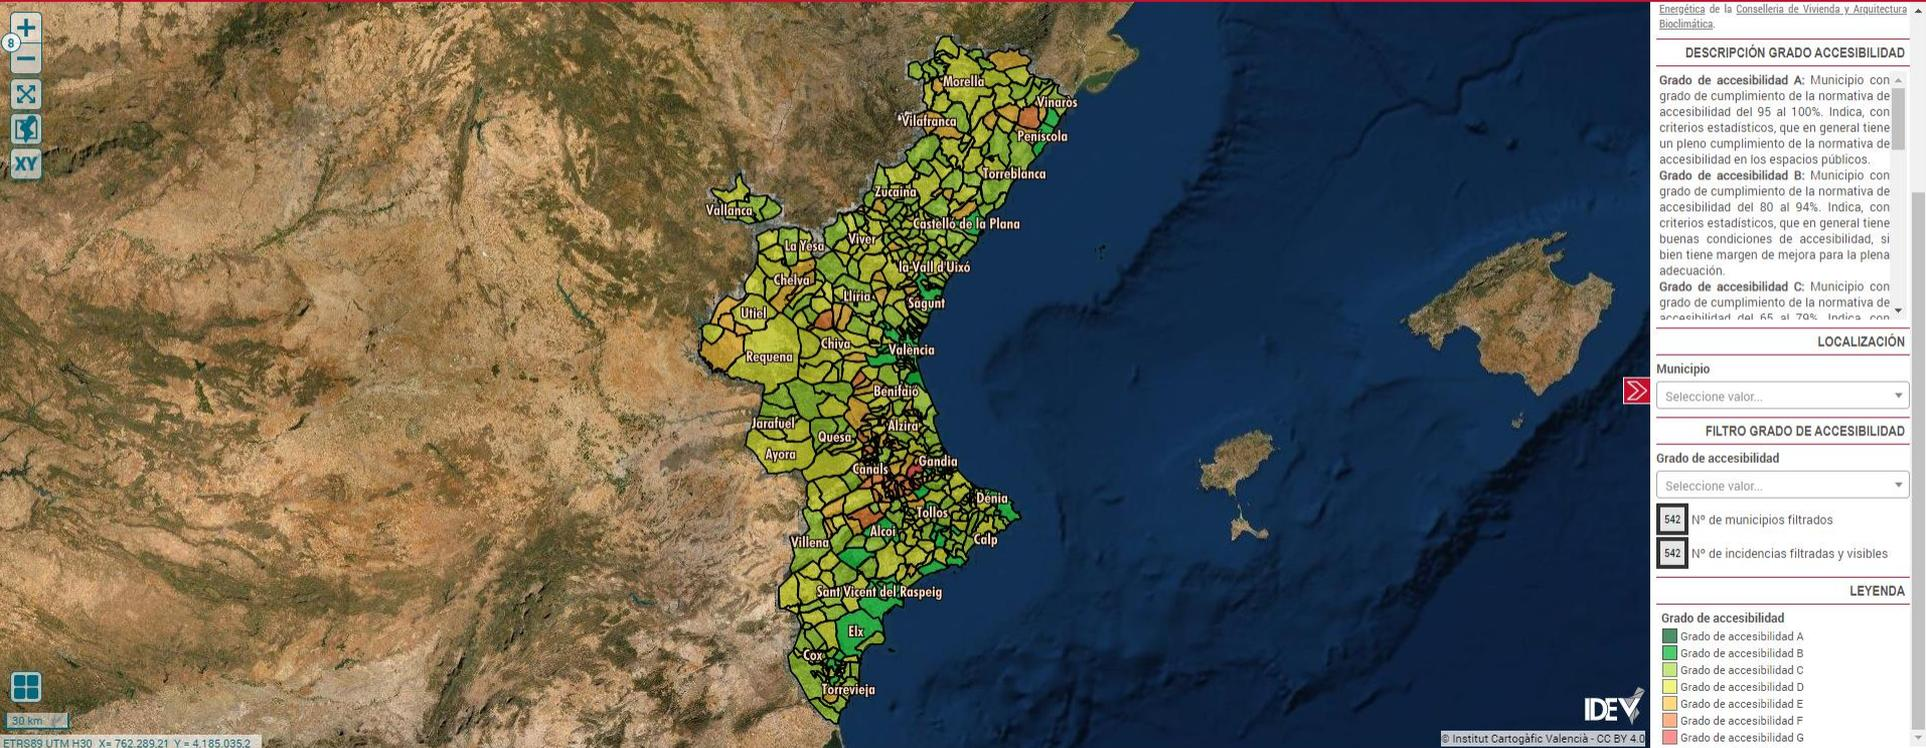 +
8
−
XY
Morella
Vinaròs
Vilafranca
Peníscola
Torreblanca
Zucaina
Vallanca
Castelló de la Plana
La Yesa
Viver
la Vall d'Uixó
Chelva
Llíria
Sagunt
Utiel
Chiva
Valencia
Requena
Benifaió
Jarafuel
Alzira
Quesa
Ayora
Gandia
Canals
Dénia
Tollos
Alcoi
Calp
Villena
Sant Vicent del Raspeig
Elx
Cox
Torrevieja
30 km
ETRS89 UTM H30 X= 762.289,21 Y = 4.185.035,2
IDEV
© Institut Cartogàfic Valencià - CC BY 4.0
Energética de la Conselleria de Vivienda y Arquitectura
Bioclimática.
DESCRIPCIÓN GRADO ACCESIBILIDAD
Grado de accesibilidad A: Municipio con
grado de cumplimiento de la normativa de
accesibilidad del 95 al 100%. Indica, con
criterios estadísticos, que en general tiene
un pleno cumplimiento de la normativa de
accesibilidad en los espacios públicos.
Grado de accesibilidad B: Municipio con
grado de cumplimiento de la normativa de
accesibilidad del 80 al 94%. Indica, con
criterios estadísticos, que en general tiene
buenas condiciones de accesibilidad, si
bien tiene margen de mejora para la plena
adecuación.
Grado de accesibilidad C: Municipio con
grado de cumplimiento de la normativa de
accesibilidad del 65 al 79%. Indica, con
LOCALIZACIÓN
Municipio
Seleccione valor...
FILTRO GRADO DE ACCESIBILIDAD
Grado de accesibilidad
Seleccione valor...
542 Nº de municipios filtrados
542 Nº de incidencias filtradas y visibles
LEYENDA
Grado de accesibilidad
Grado de accesibilidad A
Grado de accesibilidad B
Grado de accesibilidad C
Grado de accesibilidad D
Grado de accesibilidad E
Grado de accesibilidad F
Grado de accesibilidad G